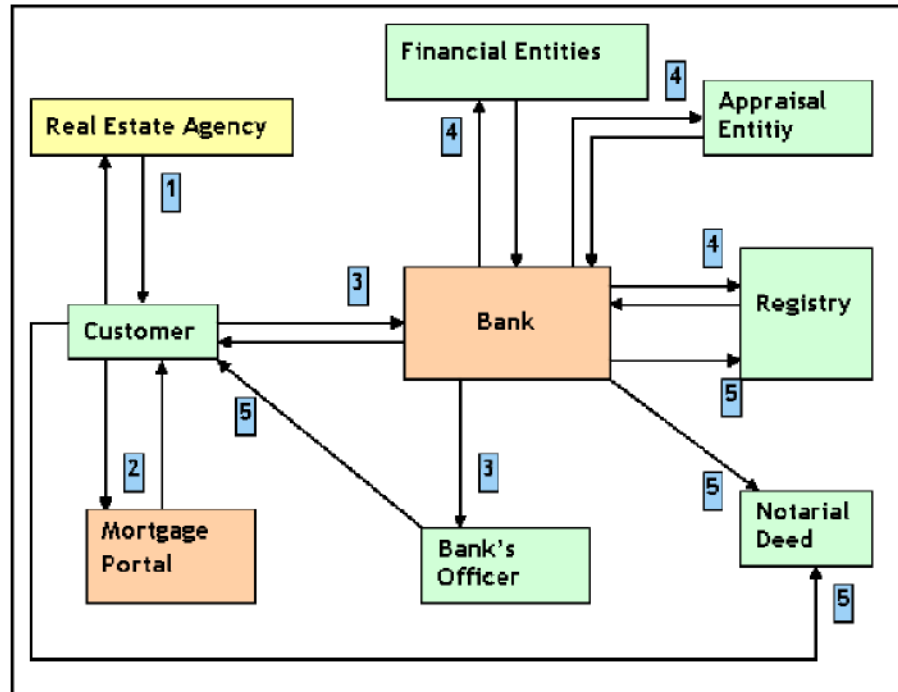 Financial Entities
4
Appraisal
Entitiy
4
Real Estate Agency
1
4
Registry
3
Bank
Customer
5
5
2
3
5
Notarial
Deed
Mortgage
Portal
Bank's
Officer
5